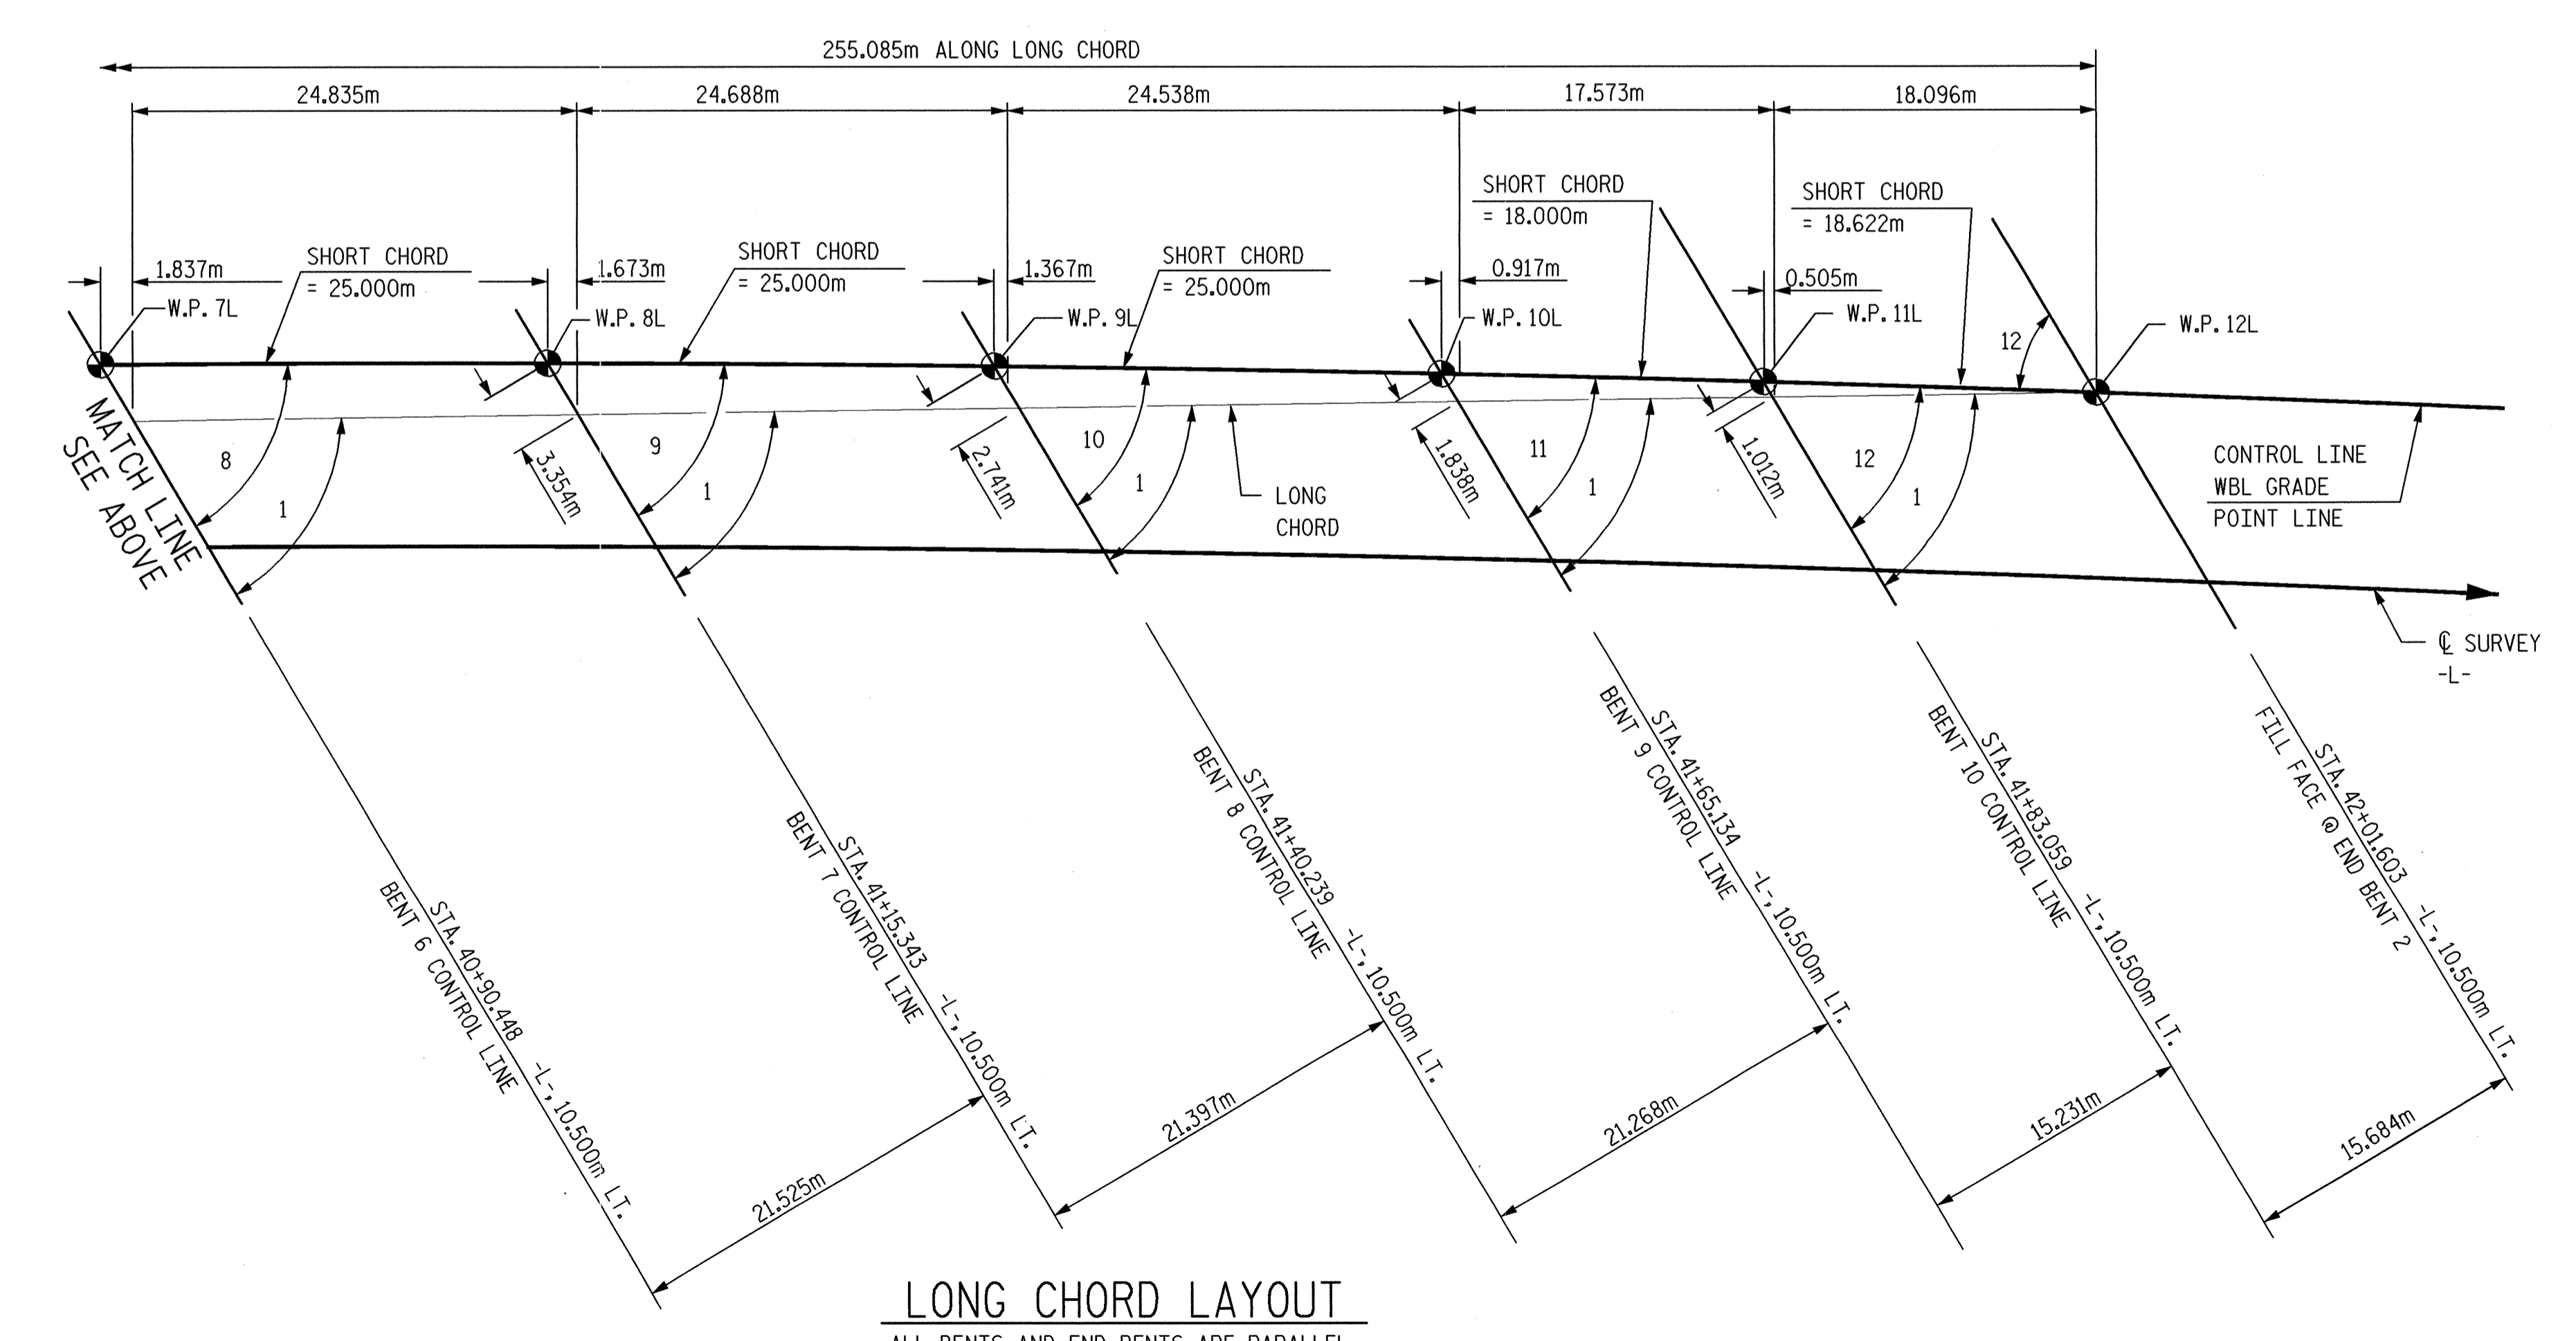 255.085m ALONG LONG CHORD
24.835m
24.688m
24.538m
17.573m
18.096m
SHORT CHORD
= 18.000m
SHORT CHORD
= 18.622m
1.837m
SHORT CHORD
= 25.000m
1.673m
SHORT CHORD
= 25.000m
1.367m
SHORT CHORD
= 25.000m
0.917m
0.505m
W.P. 7L
W.P. 8L
W.P. 9L
W.P. 10L
W.P. 11L
W.P. 12L
12
MATCH LINE
SEE ABOVE
8
1
3.354m
9
1
2.741m
10
1
LONG
CHORD
1.838m
11
1
1.012m
12
1
CONTROL LINE
WBL GRADE
POINT LINE
℄ SURVEY
-L-
STA. 40+90.448 -L-, 10.500m LT.
BENT 6 CONTROL LINE
STA. 41+15.343 -L-, 10.500m LT.
BENT 7 CONTROL LINE
STA. 41+40.239 -L-, 10.500m LT.
BENT 8 CONTROL LINE
STA. 41+65.134 -L-, 10.500m LT.
BENT 9 CONTROL LINE
STA. 41+83.059 -L-, 10.500m LT.
BENT 10 CONTROL LINE
STA. 42+01.603 -L-, 10.500m LT.
FILL FACE @ END BENT 2
21.525m
21.397m
21.268m
15.231m
15.684m
LONG CHORD LAYOUT
ALL BENTS AND END BENTS ARE PARALLEL